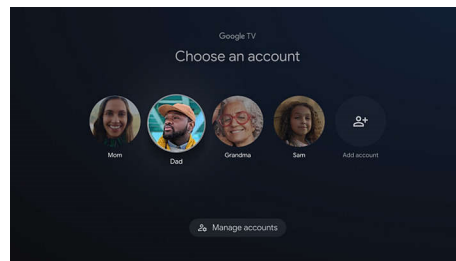 Google TV
Choose an account
Mom
Dad
Grandma
Sam
Add account
Manage accounts